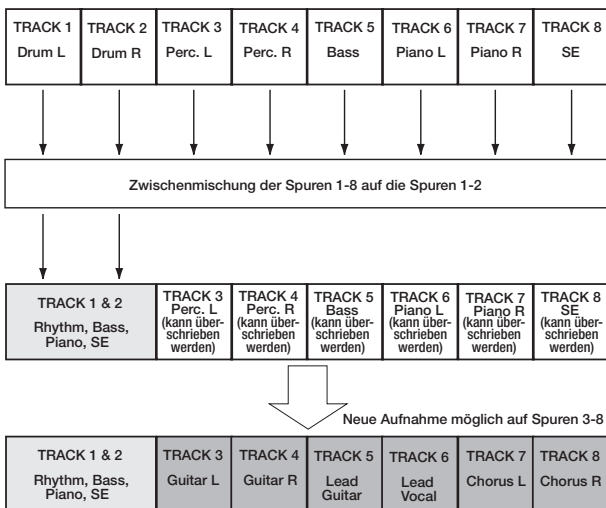 TRACK 1 TRACK 2 TRACK 3 TRACK 4 TRACK 5 TRACK 6 TRACK 7 TRACK 8
Drum L Drum R Perc. L Perc. R Bass Piano L Piano R SE
Zwischenmischung der Spuren 1-8 auf die Spuren 1-2
TRACK 1 & 2
Rhythm, Bass,
Piano, SE
TRACK 3
Perc. L
(kann über-
schrieben
werden)
TRACK 4
Perc. R
(kann über-
schrieben
werden)
TRACK 5
Bass
(kann über-
schrieben
werden)
TRACK 6
Piano L
(kann über-
schrieben
werden)
TRACK 7
Piano R
(kann über-
schrieben
werden)
TRACK 8
SE
(kann über-
schrieben
werden)
Neue Aufnahme möglich auf Spuren 3-8
TRACK 1 & 2
Rhythm, Bass,
Piano, SE
TRACK 3
Guitar L
TRACK 4
Guitar R
TRACK 5
Lead
Guitar
TRACK 6
Lead
Vocal
TRACK 7
Chorus L
TRACK 8
Chorus R